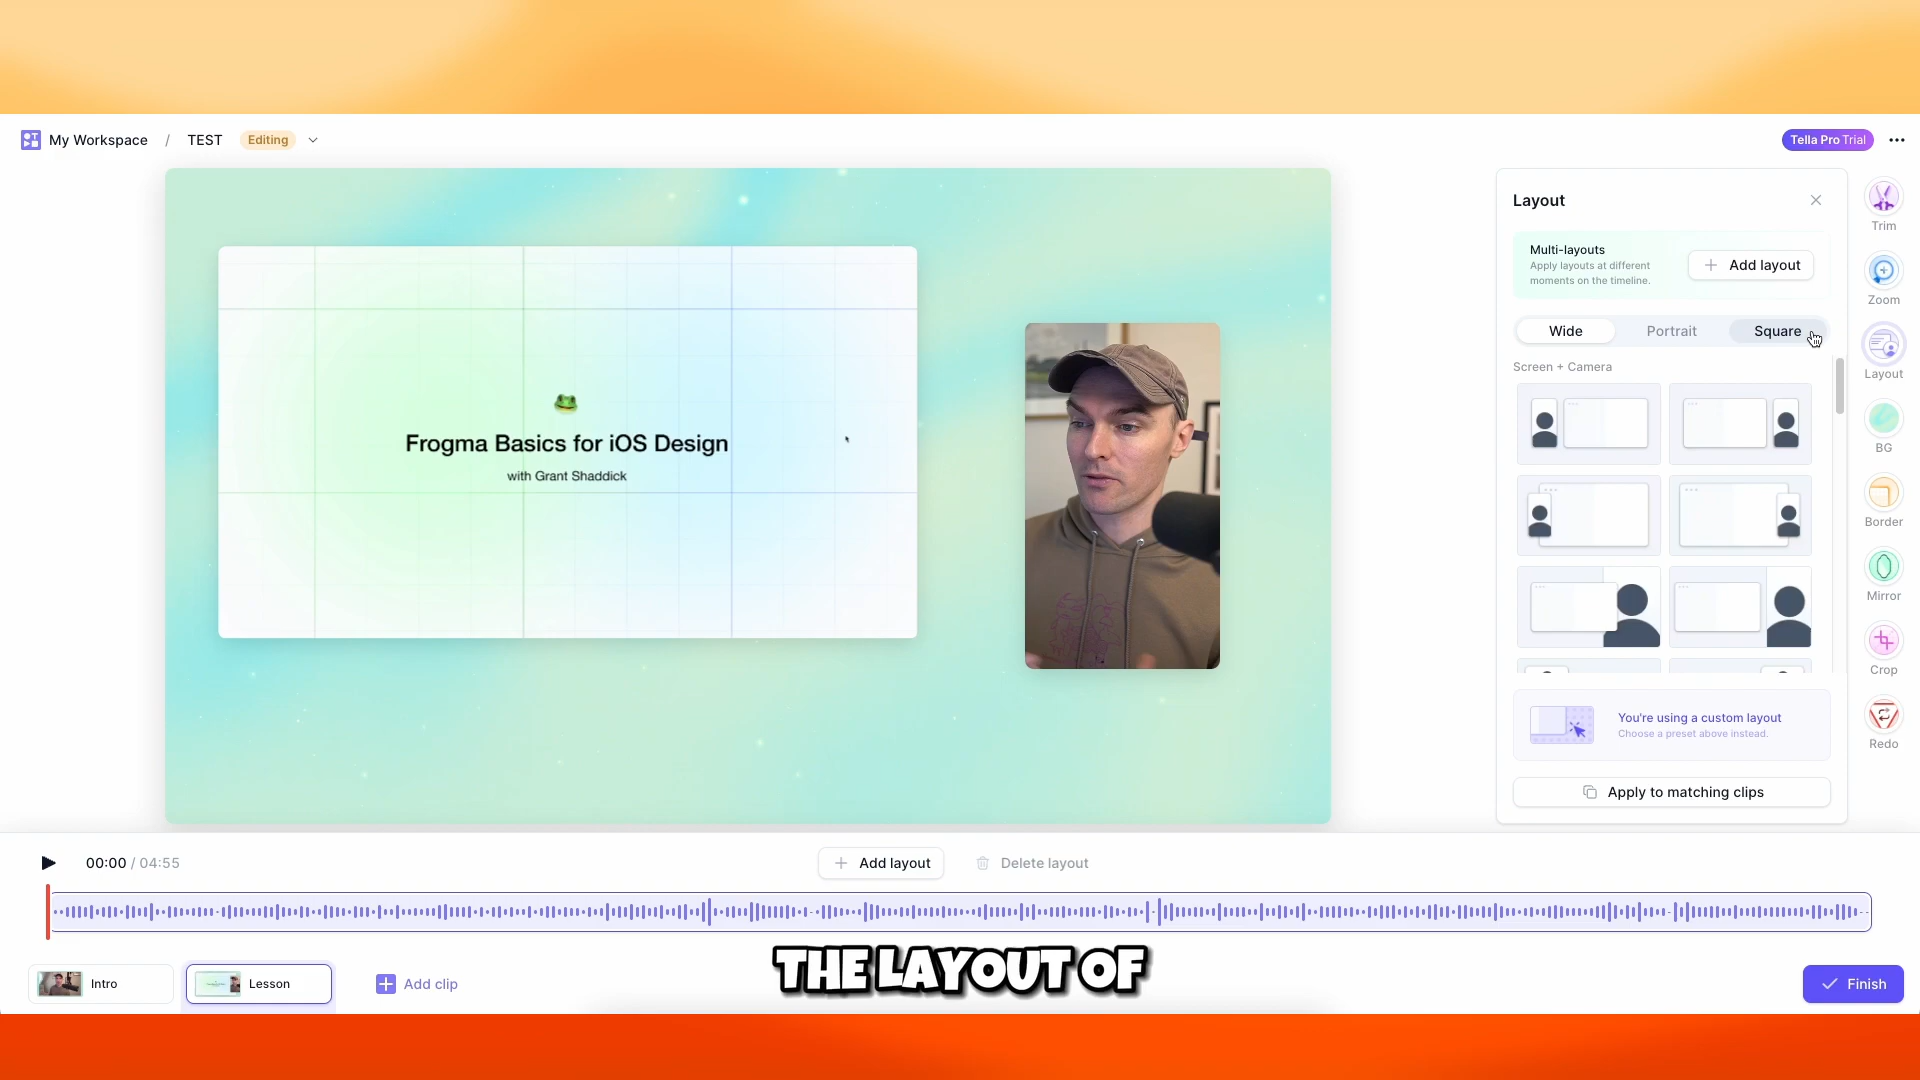 My Workspace / TEST Editing
Tella Pro Trial
Layout
Multi-layouts
Apply layouts at different
moments on the timeline.
Add layout
Wide Portrait Square
Screen + Camera
You're using a custom layout
Choose a preset above instead.
Apply to matching clips
Trim
Zoom
Layout
BG
Border
Mirror
Crop
Redo
Frogma Basics for iOS Design
with Grant Shaddick
00:00 / 04:55
Add layout
Delete layout
THE LAYOUT OF
Intro
Lesson
Add clip
Finish